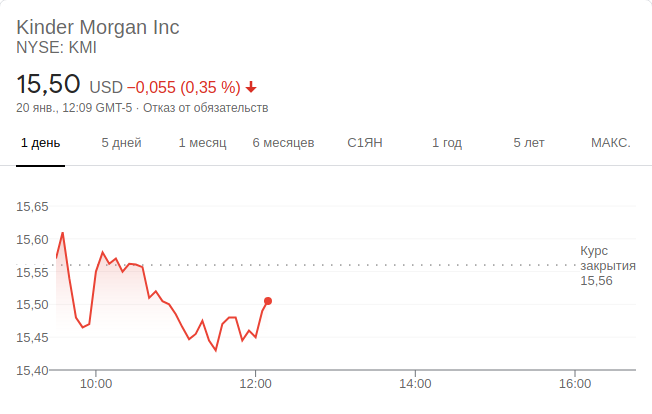 Kinder Morgan Inc
NYSE: KMI
15,50 USD −0,055 (0,35 %)
20 янв., 12:09 GMT-5 · Отказ от обязательств
1 день 5 дней 1 месяц 6 месяцев С1ЯН 1 год 5 лет МАКС.
15,65
15,60
15,55
15,50
15,45
15,40
Курс
закрытия
15,56
10:00 12:00 14:00 16:00